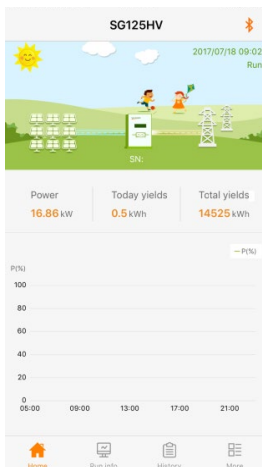 SG125HV
2017/07/18 09:02
Run
SN:
Power Today yields Total yields
16.86 kW 0.5 kWh 14525 kWh
P(%)
P(%)
100
80
60
40
20
0
05:00 09:00 13:00 17:00 21:00
Home Run info History More